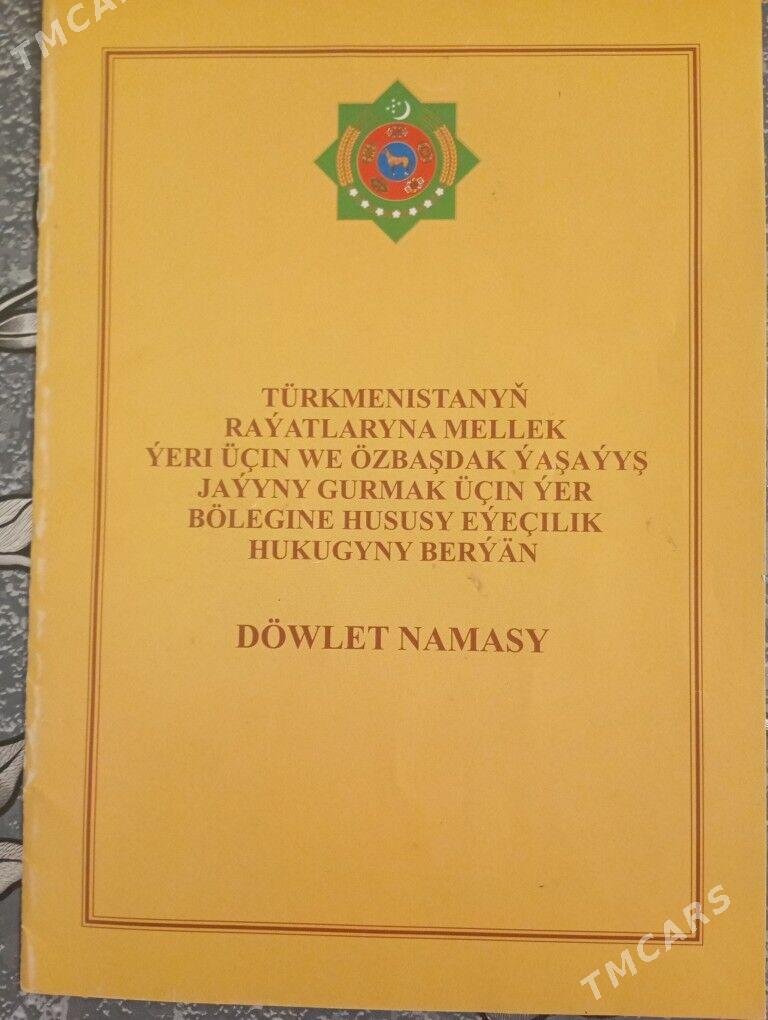 TMCARS
TÜRKMENISTANYŇ
RAÝATLARYNA MELLEK
ÝERI ÜÇIN WE ÖZBAŞDAK ÝAŞAÝYŞ
JAÝYNY GURMAK ÜÇIN ÝER
BÖLEGINE HUSUSY EÝEÇILIK
HUKUGYNY BERÝÄN
DÖWLET NAMASY
TMCARS